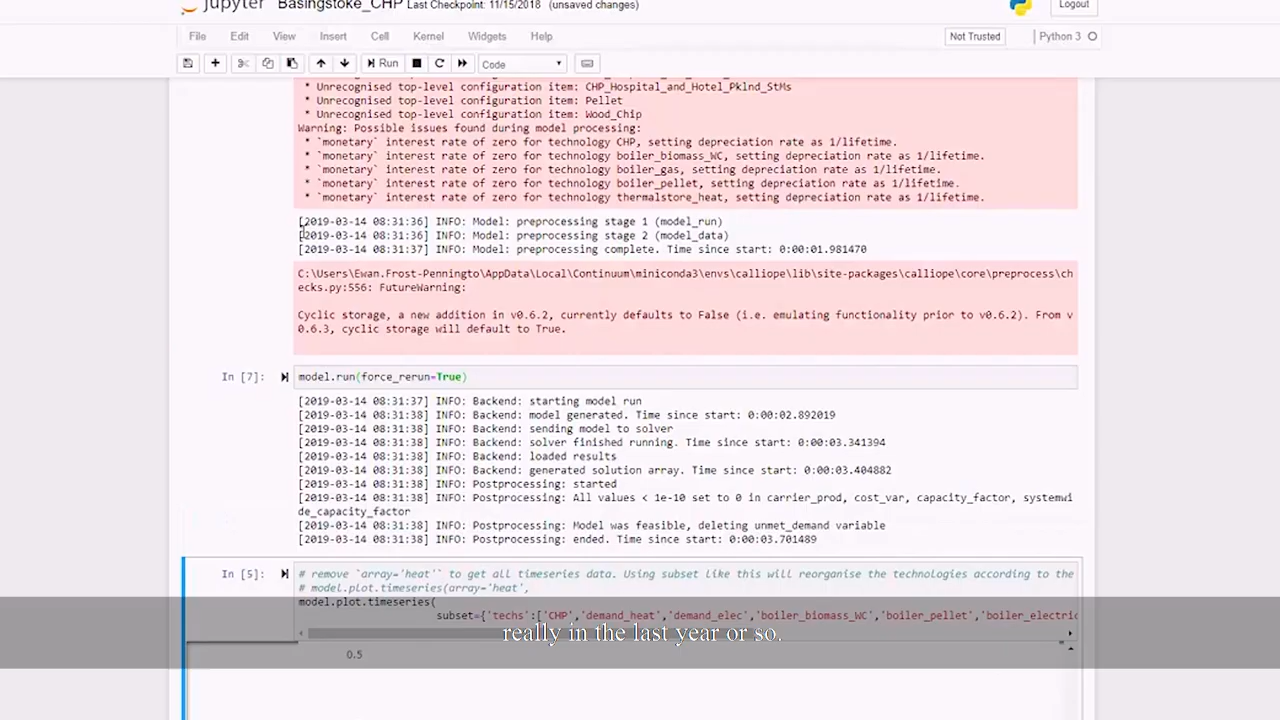 jupyter Basingstoke_CHP Last Checkpoint: 11/15/2018 (unsaved changes)
Logout
File Edit View Insert Cell Kernel Widgets Help
Not Trusted
Python 3
Run
Code
* Unrecognised top-level configuration item: CHP_Hospital_and_Hotel_Pklnd_StMs
* Unrecognised top-level configuration item: Pellet
* Unrecognised top-level configuration item: Wood_Chip
Warning: Possible issues found during model processing:
* `monetary` interest rate of zero for technology CHP, setting depreciation rate as 1/lifetime.
* `monetary` interest rate of zero for technology boiler_biomass_WC, setting depreciation rate as 1/lifetime.
* `monetary` interest rate of zero for technology boiler_gas, setting depreciation rate as 1/lifetime.
* `monetary` interest rate of zero for technology boiler_pellet, setting depreciation rate as 1/lifetime.
* `monetary` interest rate of zero for technology thermalstore_heat, setting depreciation rate as 1/lifetime.
[2019-03-14 08:31:36] INFO: Model: preprocessing stage 1 (model_run)
[2019-03-14 08:31:36] INFO: Model: preprocessing stage 2 (model_data)
[2019-03-14 08:31:37] INFO: Model: preprocessing complete. Time since start: 0:00:01.981470
C:\Users\Ewan.Frost-Penningto\AppData\Local\Continuum\miniconda3\envs\calliope\lib\site-packages\calliope\core\preprocess\ch
ecks.py:556: FutureWarning:
Cyclic storage, a new addition in v0.6.2, currently defaults to False (i.e. emulating functionality prior to v0.6.2). From v
0.6.3, cyclic storage will default to True.
In [7]:
model.run(force_rerun=True)
[2019-03-14 08:31:37] INFO: Backend: starting model run
[2019-03-14 08:31:38] INFO: Backend: model generated. Time since start: 0:00:02.892019
[2019-03-14 08:31:38] INFO: Backend: sending model to solver
[2019-03-14 08:31:38] INFO: Backend: solver finished running. Time since start: 0:00:03.341394
[2019-03-14 08:31:38] INFO: Backend: loaded results
[2019-03-14 08:31:38] INFO: Backend: generated solution array. Time since start: 0:00:03.404882
[2019-03-14 08:31:38] INFO: Postprocessing: started
[2019-03-14 08:31:38] INFO: Postprocessing: All values < 1e-10 set to 0 in carrier_prod, cost_var, capacity_factor, systemwi
de_capacity_factor
[2019-03-14 08:31:38] INFO: Postprocessing: Model was feasible, deleting unmet_demand variable
[2019-03-14 08:31:38] INFO: Postprocessing: ended. Time since start: 0:00:03.701489
In [5]:
# remove `array='heat'` to get all timeseries data. Using subset like this will reorganise the technologies according to the
# model.plot.timeseries(array='heat',
model.plot.timeseries(
subset={'techs':['CHP','demand_heat','demand_elec','boiler_biomass_WC','boiler_pellet','boiler_electric
really in the last year or so.
0.5